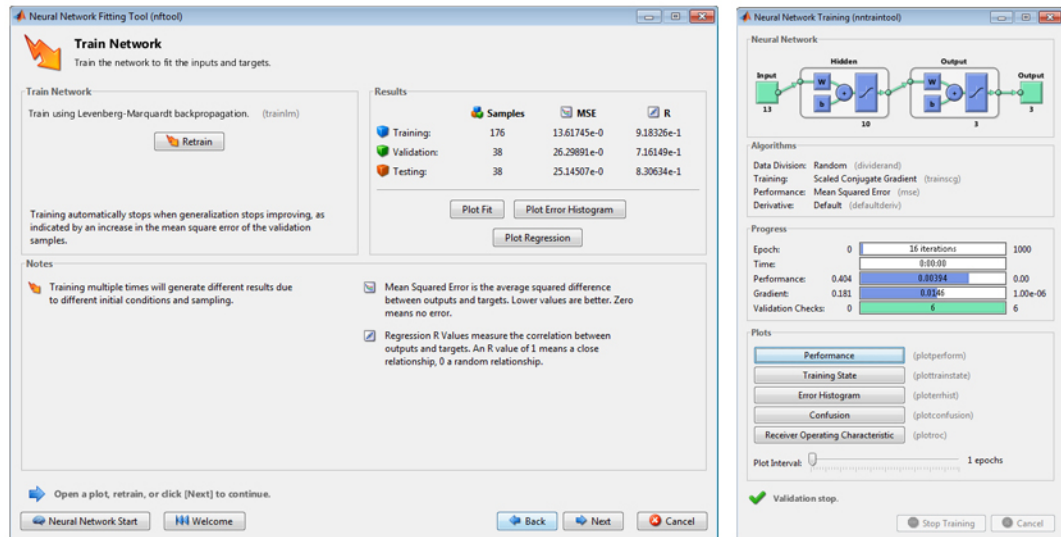 Neural Network Fitting Tool (nftool)
Train Network
Train the network to fit the inputs and targets.
Train Network
Train using Levenberg-Marquardt backpropagation. (trainlm)
Retrain
Training automatically stops when generalization stops improving, as
indicated by an increase in the mean square error of the validation
samples.
Results
Samples MSE R
Training: 176 13.61745e-0 9.18326e-1
Validation: 38 26.29891e-0 7.16149e-1
Testing: 38 25.14507e-0 8.30634e-1
Plot Fit Plot Error Histogram
Plot Regression
Notes
Training multiple times will generate different results due
to different initial conditions and sampling.
Mean Squared Error is the average squared difference
between outputs and targets. Lower values are better. Zero
means no error.
Regression R Values measure the correlation between
outputs and targets. An R value of 1 means a close
relationship, 0 a random relationship.
Open a plot, retrain, or click [Next] to continue.
Neural Network Start Welcome Back Next Cancel
Neural Network Training (nntraintool)
Neural Network
Hidden Output
Input Output
W W
b b
13 3
10 3
Algorithms
Data Division: Random (dividerand)
Training: Scaled Conjugate Gradient (trainscg)
Performance: Mean Squared Error (mse)
Derivative: Default (defaultderiv)
Progress
Epoch: 0 16 iterations 1000
Time: 0:00:00
Performance: 0.404 0.00394 0.00
Gradient: 0.181 0.0146 1.00e-06
Validation Checks: 0 6 6
Plots
Performance (plotperform)
Training State (plottrainstate)
Error Histogram (ploterrhist)
Confusion (plotconfusion)
Receiver Operating Characteristic (plotroc)
Plot Interval: 1 epochs
Validation stop.
Stop Training Cancel